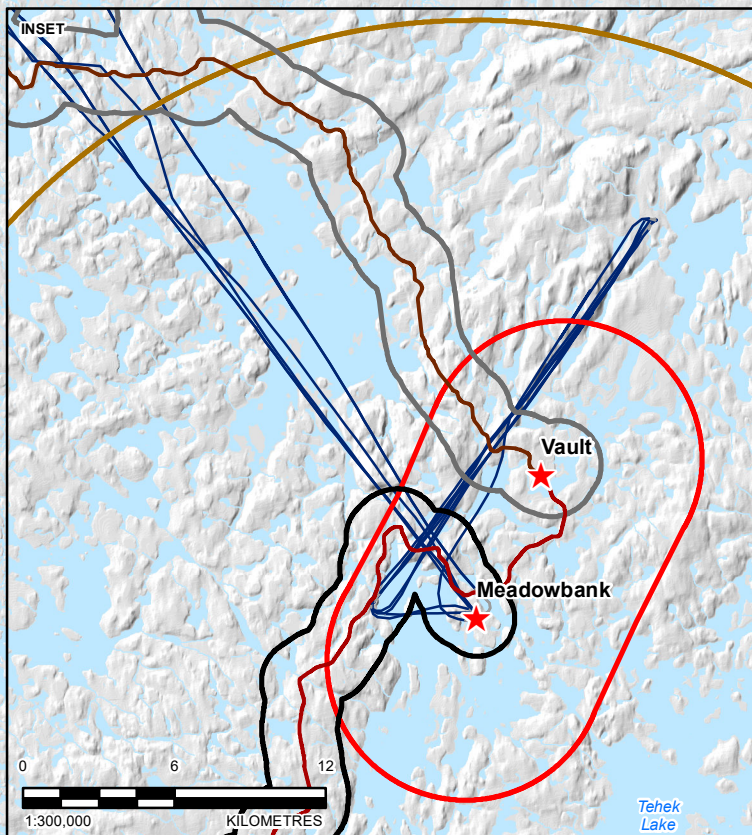 INSET
Vault
Meadowbank
0 6 12
1:300,000 KILOMETRES
Tehek
Lake